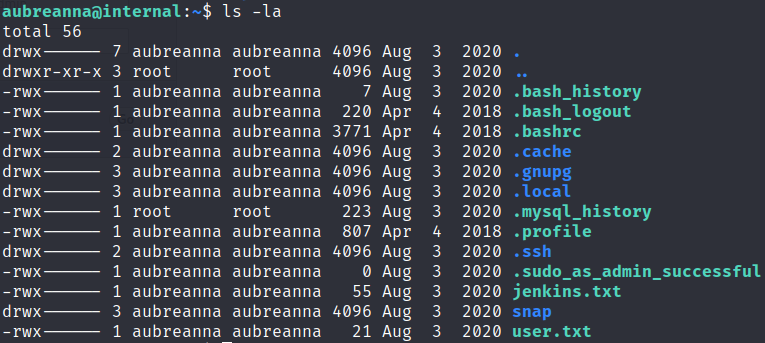 aubreanna@internal:~$ ls -la
total 56
drwx------ 7 aubreanna aubreanna 4096 Aug  3  2020 .
drwxr-xr-x 3 root      root      4096 Aug  3  2020 ..
-rwx------ 1 aubreanna aubreanna    7 Aug  3  2020 .bash_history
-rwx------ 1 aubreanna aubreanna  220 Apr  4  2018 .bash_logout
-rwx------ 1 aubreanna aubreanna 3771 Apr  4  2018 .bashrc
drwx------ 2 aubreanna aubreanna 4096 Aug  3  2020 .cache
drwx------ 3 aubreanna aubreanna 4096 Aug  3  2020 .gnupg
drwx------ 3 aubreanna aubreanna 4096 Aug  3  2020 .local
-rwx------ 1 root      root       223 Aug  3  2020 .mysql_history
-rwx------ 1 aubreanna aubreanna  807 Apr  4  2018 .profile
drwx------ 2 aubreanna aubreanna 4096 Aug  3  2020 .ssh
-rwx------ 1 aubreanna aubreanna    0 Aug  3  2020 .sudo_as_admin_successful
-rwx------ 1 aubreanna aubreanna   55 Aug  3  2020 jenkins.txt
drwx------ 3 aubreanna aubreanna 4096 Aug  3  2020 snap
-rwx------ 1 aubreanna aubreanna   21 Aug  3  2020 user.txt